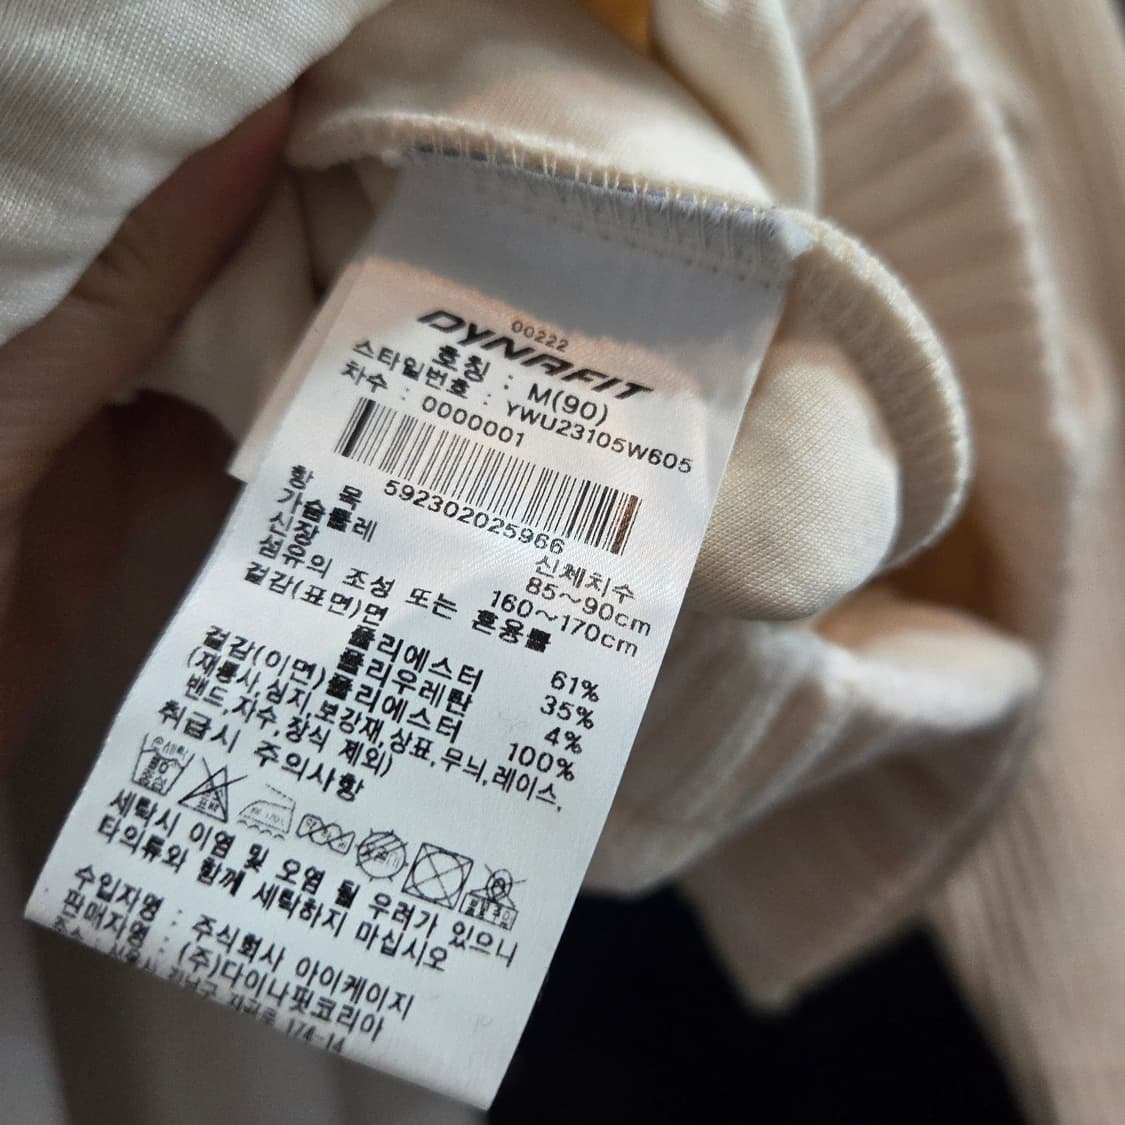 00222
DYNAFIT
호칭 : M(90)
스타일번호 : YWU23105W605
차수 : 0000001
592302025966
항 목 신체치수
가슴둘레 85~90cm
신장 160~170cm
섬유의 조성 또는 혼용률
겉감(표면)면 61%
폴리에스터 35%
폴리우레탄 4%
겉감(이면)폴리에스터 100%
(재봉사,심지,보강재,상표,무늬,레이스,
밴드,자수,장식 제외)
취급시 주의사항
세탁시 이염 및 오염 될 우려가 있으니
타의류와 함께 세탁하지 마십시오
수입자명 : 주식회사 아이케이지
판매자명 : (주)다이나핏코리아
174-14